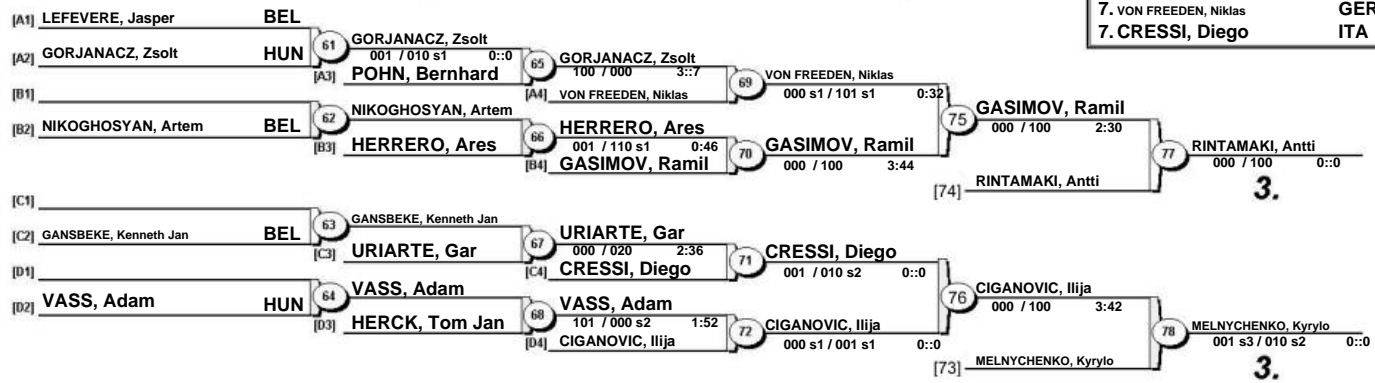 7. VON FREEDEN, Niklas GER
7. CRESSI, Diego ITA
[A1] LEFEVERE, Jasper BEL
[A2] GORJANACZ, Zsolt HUN
61
GORJANACZ, Zsolt
001 / 010 s1 0::0
[A3] POHN, Bernhard
65
GORJANACZ, Zsolt
100 / 000 3::7
[A4] VON FREEDEN, Niklas
69
VON FREEDEN, Niklas
000 s1 / 101 s1 0:32
[B1]
[B2] NIKOGHOSYAN, Artem BEL
62
NIKOGHOSYAN, Artem
[B3] HERRERO, Ares
66
HERRERO, Ares
001 / 110 s1 0:46
[B4] GASIMOV, Ramil
70
GASIMOV, Ramil
000 / 100 3:44
75
GASIMOV, Ramil
000 / 100 2:30
[74] RINTAMAKI, Antti
77
RINTAMAKI, Antti
000 / 100 0::0
3.
[C1]
[C2] GANSBEKE, Kenneth Jan BEL
63
GANSBEKE, Kenneth Jan
[C3] URIARTE, Gar
67
URIARTE, Gar
000 / 020 2:36
[C4] CRESSI, Diego
71
CRESSI, Diego
001 / 010 s2 0::0
[D1]
[D2] VASS, Adam HUN
64
VASS, Adam
[D3] HERCK, Tom Jan
68
VASS, Adam
101 / 000 s2 1:52
[D4] CIGANOVIC, Ilija
72
CIGANOVIC, Ilija
000 s1 / 001 s1 0::0
76
CIGANOVIC, Ilija
000 / 100 3:42
[73] MELNYCHENKO, Kyrylo
78
MELNYCHENKO, Kyrylo
001 s3 / 010 s2 0::0
3.